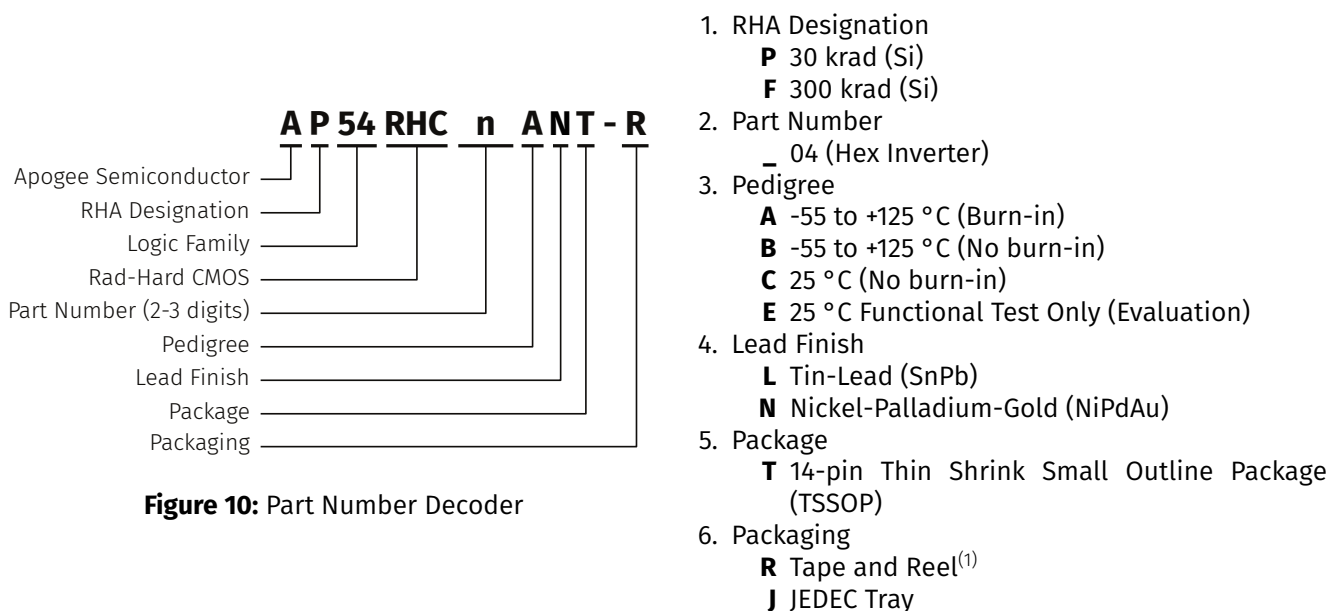 A P 54 RHC n A N T - R
Apogee Semiconductor
RHA Designation
Logic Family
Rad-Hard CMOS
Part Number (2-3 digits)
Pedigree
Lead Finish
Package
Packaging
Figure 10: Part Number Decoder
1. RHA Designation
P 30 krad (Si)
F 300 krad (Si)
2. Part Number
_ 04 (Hex Inverter)
3. Pedigree
A -55 to +125 °C (Burn-in)
B -55 to +125 °C (No burn-in)
C 25 °C (No burn-in)
E 25 °C Functional Test Only (Evaluation)
4. Lead Finish
L Tin-Lead (SnPb)
N Nickel-Palladium-Gold (NiPdAu)
5. Package
T 14-pin Thin Shrink Small Outline Package
(TSSOP)
6. Packaging
R Tape and Reel(1)
J JEDEC Tray